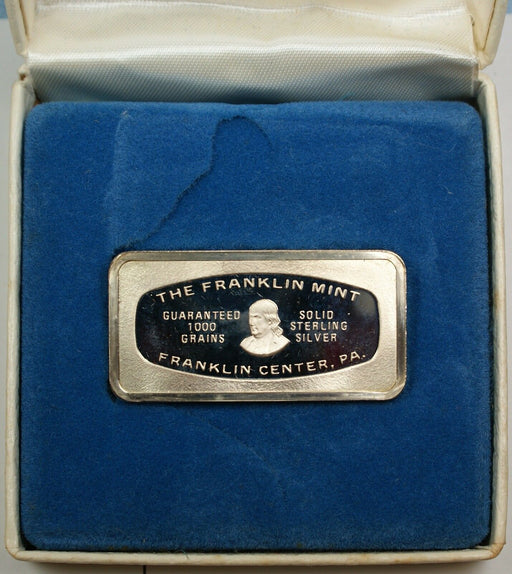 THE FRANKLIN MINT
GUARANTEED
1000
GRAINS
SOLID
STERLING
SILVER
FRANKLIN CENTER, PA.